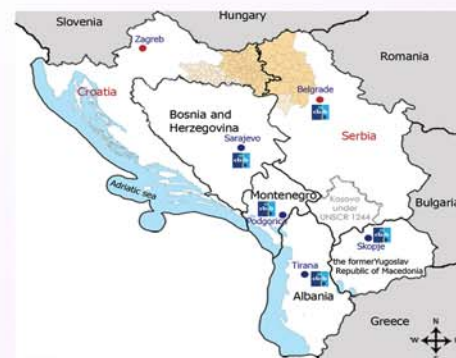 Slovenia
Hungary
Zagreb
Romania
Croatia
Belgrade
Bosnia and
Herzegovina
Sarajevo
Serbia
Adriatic sea
Montenegro
Kosovo
under
UNSCR 1244
Bulgaria
Podgorica
Skopje
the formerYugoslav
Republic of Macedonia
Tirana
Albania
Greece
N
W
E
S